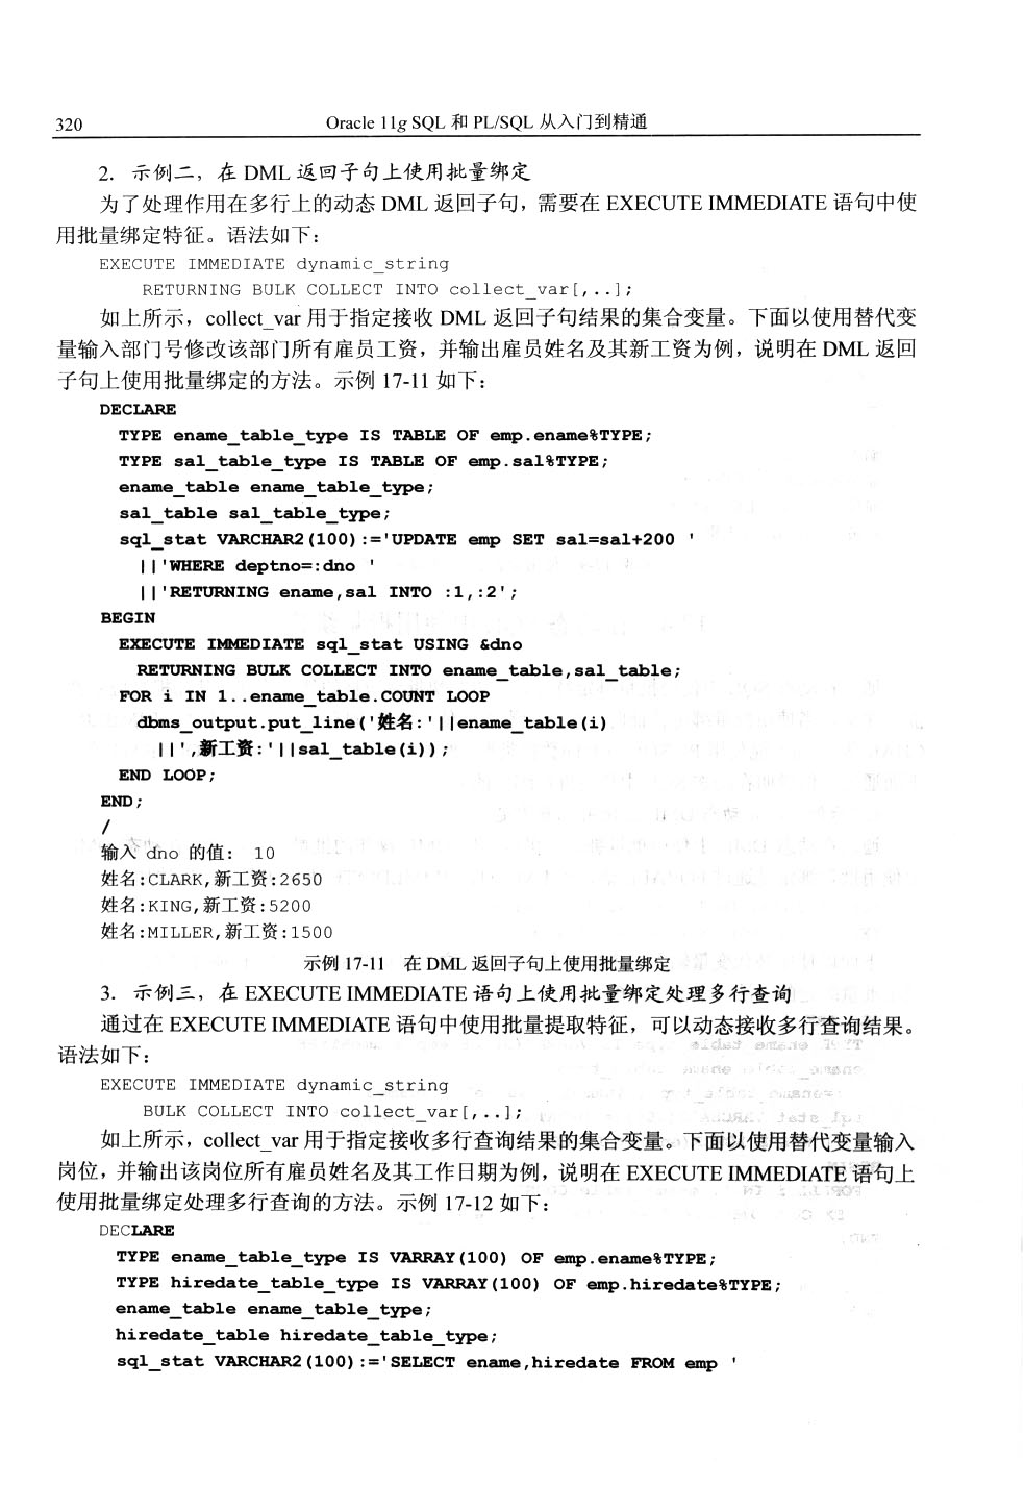 320 Oracle 11g SQL 和 PL/SQL 从入门到精通
2．示例二，在 DML 返回子句上使用批量绑定
为了处理作用在多行上的动态 DML 返回子句，需要在 EXECUTE IMMEDIATE 语句中使
用批量绑定特征。语法如下：
EXECUTE IMMEDIATE dynamic_string
RETURNING BULK COLLECT INTO collect_var[,..];
如上所示，collect_var 用于指定接收 DML 返回子句结果的集合变量。下面以使用替代变
量输入部门号修改该部门所有雇员工资，并输出雇员姓名及其新工资为例，说明在 DML 返回
子句上使用批量绑定的方法。示例 17-11 如下：
DECLARE
TYPE ename_table_type IS TABLE OF emp.ename%TYPE;
TYPE sal_table_type IS TABLE OF emp.sal%TYPE;
ename_table ename_table_type;
sal_table sal_table_type;
sql_stat VARCHAR2(100):='UPDATE emp SET sal=sal+200 '
||'WHERE deptno=:dno '
||'RETURNING ename,sal INTO :1,:2';
BEGIN
EXECUTE IMMEDIATE sql_stat USING &dno
RETURNING BULK COLLECT INTO ename_table,sal_table;
FOR i IN 1..ename_table.COUNT LOOP
dbms_output.put_line('姓名:'||ename_table(i)
||',新工资:'||sal_table(i));
END LOOP;
END;
/
输入 dno 的值： 10
姓名:CLARK,新工资:2650
姓名:KING,新工资:5200
姓名:MILLER,新工资:1500
示例 17-11 在 DML 返回子句上使用批量绑定
3．示例三，在 EXECUTE IMMEDIATE 语句上使用批量绑定处理多行查询
通过在 EXECUTE IMMEDIATE 语句中使用批量提取特征，可以动态接收多行查询结果。
语法如下：
EXECUTE IMMEDIATE dynamic_string
BULK COLLECT INTO collect_var[,..];
如上所示，collect_var 用于指定接收多行查询结果的集合变量。下面以使用替代变量输入
岗位，并输出该岗位所有雇员姓名及其工作日期为例，说明在 EXECUTE IMMEDIATE 语句上
使用批量绑定处理多行查询的方法。示例 17-12 如下：
DECLARE
TYPE ename_table_type IS VARRAY(100) OF emp.ename%TYPE;
TYPE hiredate_table_type IS VARRAY(100) OF emp.hiredate%TYPE;
ename_table ename_table_type;
hiredate_table hiredate_table_type;
sql_stat VARCHAR2(100):='SELECT ename,hiredate FROM emp '